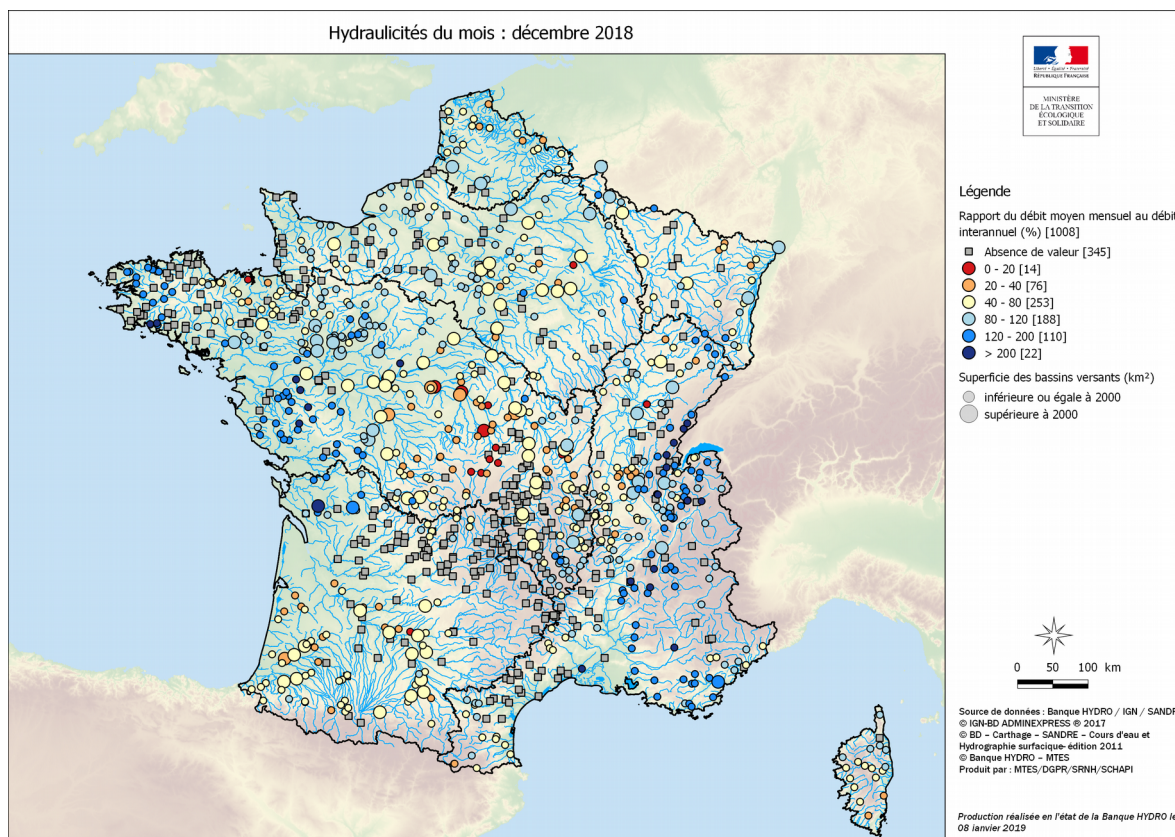 Hydraulicités du mois : décembre 2018
Liberté • Égalité • Fraternité
RÉPUBLIQUE FRANÇAISE
MINISTÈRE
DE LA TRANSITION
ÉCOLOGIQUE
ET SOLIDAIRE
Légende
Rapport du débit moyen mensuel au débit
interannuel (%) [1008]
Absence de valeur [345]
0 - 20 [14]
20 - 40 [76]
40 - 80 [253]
80 - 120 [188]
120 - 200 [110]
> 200 [22]
Superficie des bassins versants (km²)
inférieure ou égale à 2000
supérieure à 2000
0 50 100 km
Source de données : Banque HYDRO / IGN / SANDR
© IGN-BD ADMINEXPRESS ® 2017
© BD – Carthage – SANDRE – Cours d'eau et
Hydrographie surfacique- édition 2011
© Banque HYDRO – MTES
Produit par : MTES/DGPR/SRNH/SCHAPI
Production réalisée en l'état de la Banque HYDRO
08 janvier 2019